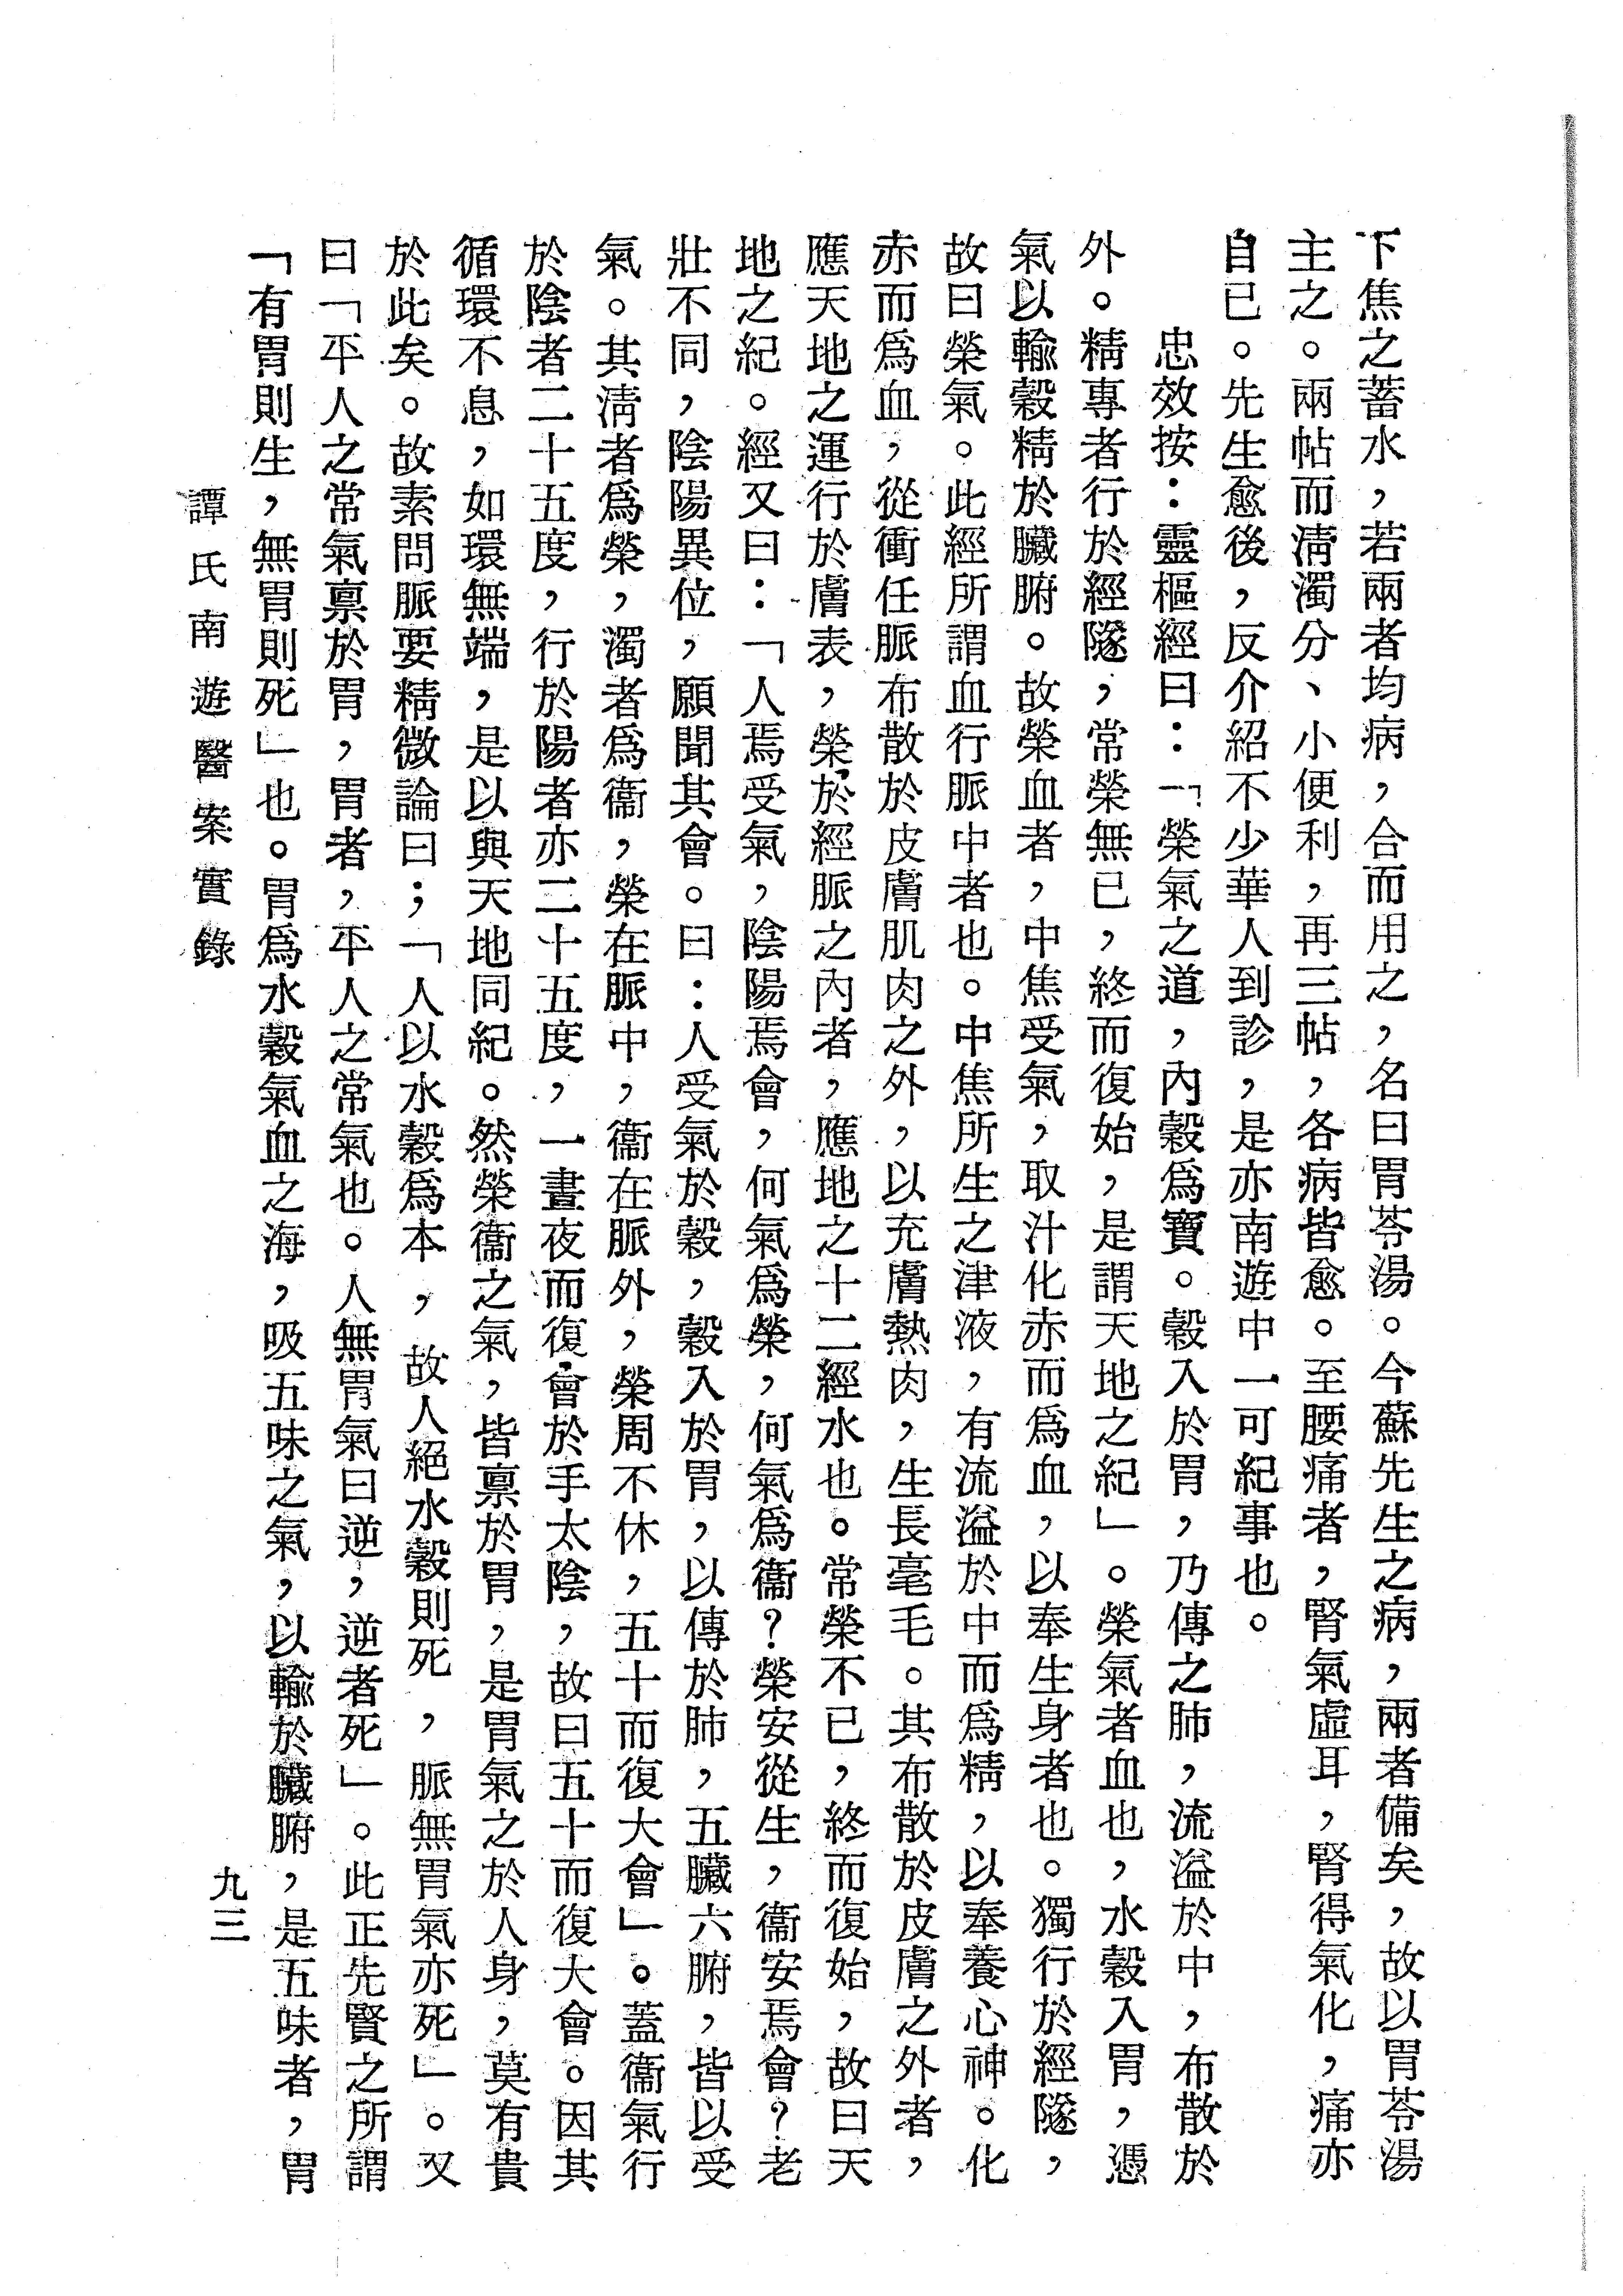 下焦之蓄水，若兩者均病，合而用之，名曰胃苓湯。今蘇先生之病，兩者備矣，故以胃苓湯
主之。兩帖而淸濁分、小便利，再三帖，各病皆愈。至腰痛者，腎氣虛耳，腎得氣化，痛亦
自已。先生愈後，反介紹不少華人到診，是亦南遊中一可紀事也。
忠效按：靈樞經曰：「榮氣之道，內穀爲寶。穀入於胃，乃傳之肺，流溢於中，布散於
外。精專者行於經隧，常榮無已，終而復始，是謂天地之紀」。榮氣者血也，水穀入胃，憑
氣以輸穀精於臟腑。故榮血者，中焦受氣，取汁化赤而爲血，以奉生身者也。獨行於經隧，
故曰榮氣。此經所謂血行脈中者也。中焦所生之津液，有流溢於中而爲精，以奉養心神。化
赤而爲血，從衝任脈布散於皮膚肌肉之外，以充膚熱肉，生長毫毛。其布散於皮膚之外者，
應天地之運行於膚表，榮於經脈之內者，應地之十二經水也。常榮不已，終而復始，故曰天
地之紀。經又曰：「人焉受氣，陰陽焉會，何氣爲榮，何氣爲衞？榮安從生，衞安焉會？老
壯不同，陰陽異位，願聞其會。曰：人受氣於穀，穀入於胃，以傳於肺，五臟六腑，皆以受
氣。其淸者爲榮，濁者爲衞，榮在脈中，衞在脈外，榮周不休，五十而復大會」。蓋衞氣行
於陰者二十五度，行於陽者亦二十五度，一晝夜而復會於手太陰，故曰五十而復大會。因其
循環不息，如環無端，是以與天地同紀。然榮衞之氣，皆禀於胃，是胃氣之於人身，莫有貴
於此矣。故素問脈要精微論曰；「人以水穀爲本，故人絕水穀則死，脈無胃氣亦死」。又
曰「平人之常氣禀於胃，胃者，平人之常氣也。人無胃氣曰逆，逆者死」。此正先賢之所謂
「有胃則生，無胃則死」也。胃爲水穀氣血之海，吸五味之氣，以輸於臟腑，是五味者，胃
譚氏南遊醫案實錄
九三